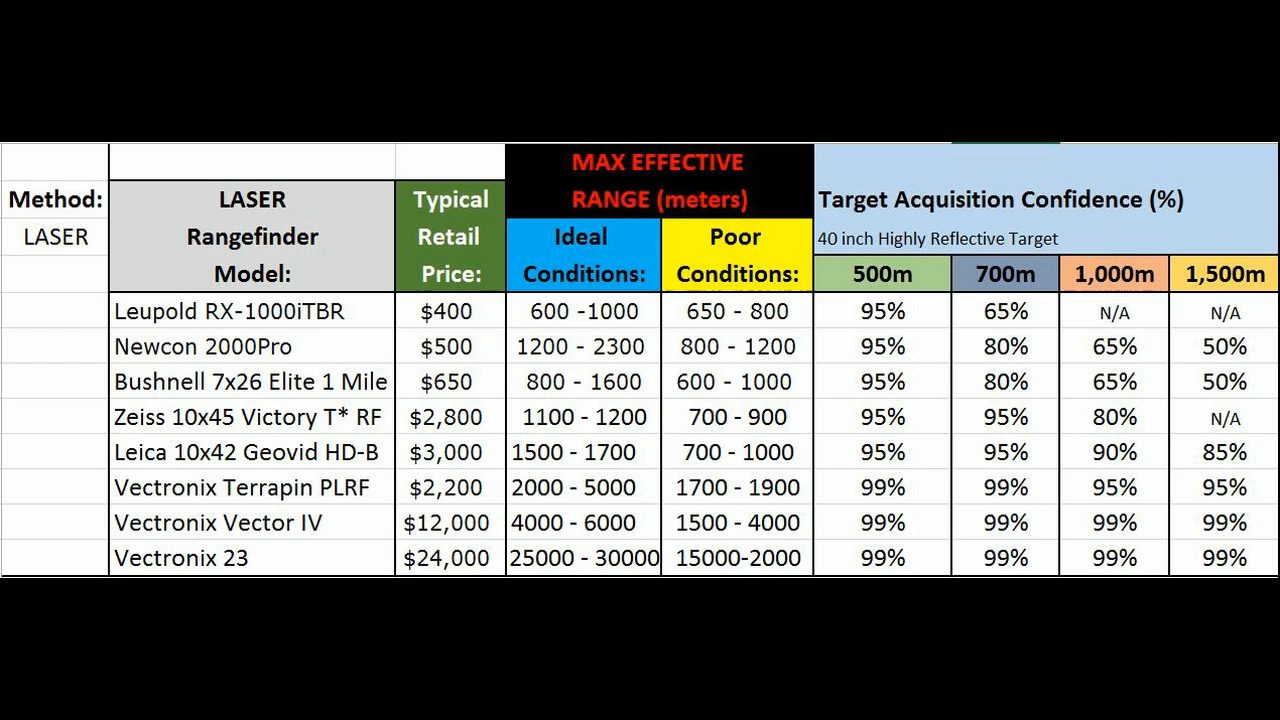 MAX EFFECTIVE
Method: LASER Typical RANGE (meters) Target Acquisition Confidence (%)
LASER Rangefinder Retail Ideal Poor 40 inch Highly Reflective Target
Model: Price: Conditions: Conditions: 500m 700m 1,000m 1,500m
Leupold RX-1000iTBR $400 600 -1000 650 - 800 95% 65% N/A N/A
Newcon 2000Pro $500 1200 - 2300 800 - 1200 95% 80% 65% 50%
Bushnell 7x26 Elite 1 Mile $650 800 - 1600 600 - 1000 95% 80% 65% 50%
Zeiss 10x45 Victory T* RF $2,800 1100 - 1200 700 - 900 95% 95% 80% N/A
Leica 10x42 Geovid HD-B $3,000 1500 - 1700 700 - 1000 95% 95% 90% 85%
Vectronix Terrapin PLRF $2,200 2000 - 5000 1700 - 1900 99% 99% 95% 95%
Vectronix Vector IV $12,000 4000 - 6000 1500 - 4000 99% 99% 99% 99%
Vectronix 23 $24,000 25000 - 30000 15000-2000 99% 99% 99% 99%